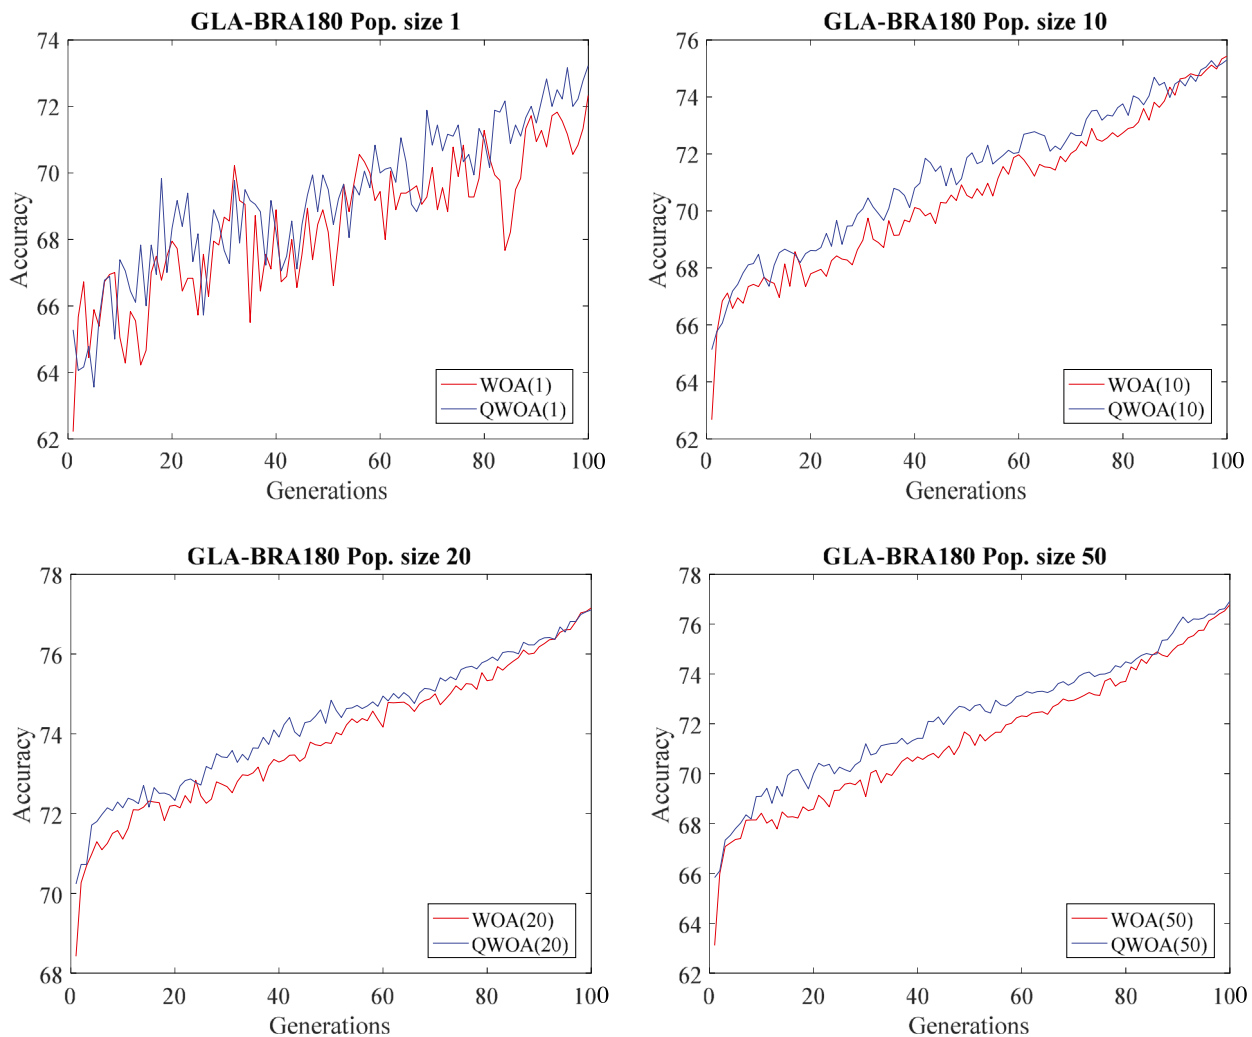 GLA-BRA180 Pop. size 1
74
72
70
68
66
64
62
Accuracy
0 20 40 60 80 100
Generations
WOA(1)
QWOA(1)
GLA-BRA180 Pop. size 10
76
74
72
70
68
66
64
62
Accuracy
0 20 40 60 80 100
Generations
WOA(10)
QWOA(10)
GLA-BRA180 Pop. size 20
78
76
74
72
70
68
Accuracy
0 20 40 60 80 100
Generations
WOA(20)
QWOA(20)
GLA-BRA180 Pop. size 50
78
76
74
72
70
68
66
64
62
Accuracy
0 20 40 60 80 100
Generations
WOA(50)
QWOA(50)